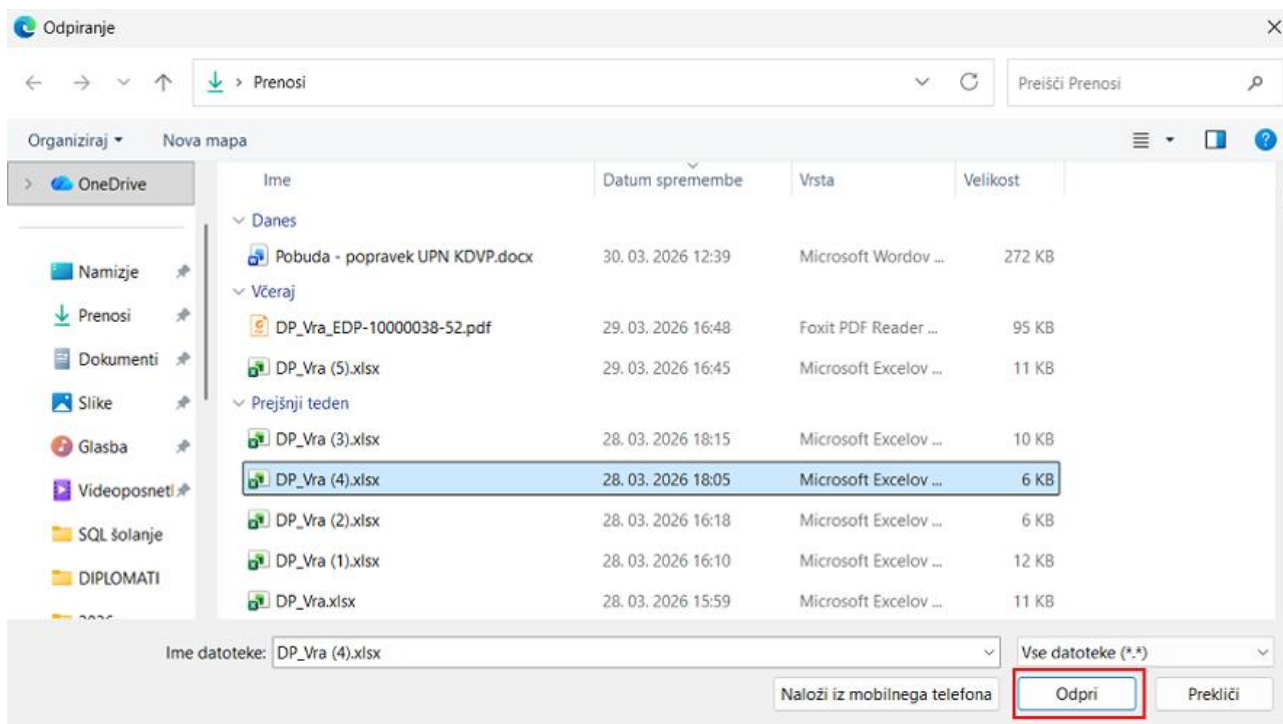 Odpiranje
Prenosi
Preišči Prenosi
Organiziraj Nova mapa
OneDrive
Namizje
Prenosi
Dokumenti
Slike
Glasba
Videoposnetl
SQL šolanje
DIPLOMATI
Ime Datum spremembe Vrsta Velikost
Danes
Pobuda - popravek UPN KDVP.docx 30. 03. 2026 12:39 Microsoft Wordov ... 272 KB
Včeraj
DP_Vra_EDP-10000038-52.pdf 29. 03. 2026 16:48 Foxit PDF Reader ... 95 KB
DP_Vra (5).xlsx 29. 03. 2026 16:45 Microsoft Excelov ... 11 KB
Prejšnji teden
DP_Vra (3).xlsx 28. 03. 2026 18:15 Microsoft Excelov ... 10 KB
DP_Vra (4).xlsx 28. 03. 2026 18:05 Microsoft Excelov ... 6 KB
DP_Vra (2).xlsx 28. 03. 2026 16:18 Microsoft Excelov ... 6 KB
DP_Vra (1).xlsx 28. 03. 2026 16:10 Microsoft Excelov ... 12 KB
DP_Vra.xlsx 28. 03. 2026 15:59 Microsoft Excelov ... 11 KB
Ime datoteke: DP_Vra (4).xlsx Vse datoteke (*.*)
Naloži iz mobilnega telefona Odpri Prekliči